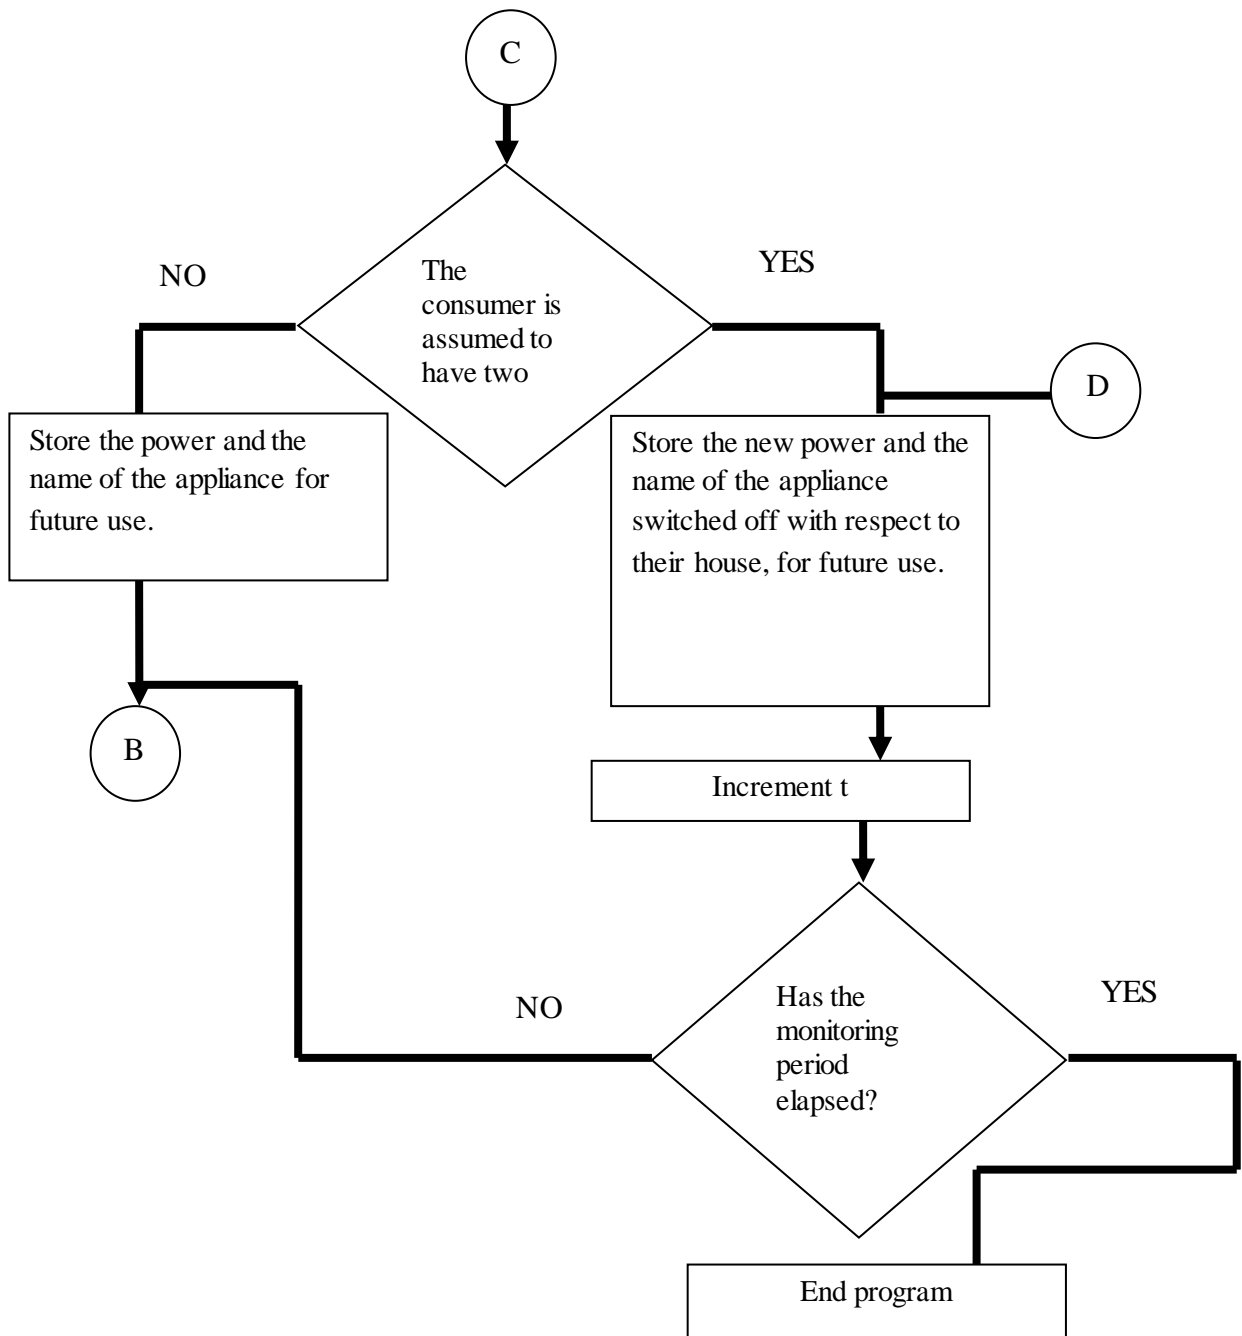 C
NO
YES
The
consumer is
assumed to
have two
D
Store the power and the
name of the appliance for
future use.
Store the new power and the
name of the appliance
switched off with respect to
their house, for future use.
B
Increment t
NO
YES
Has the
monitoring
period
elapsed?
End program